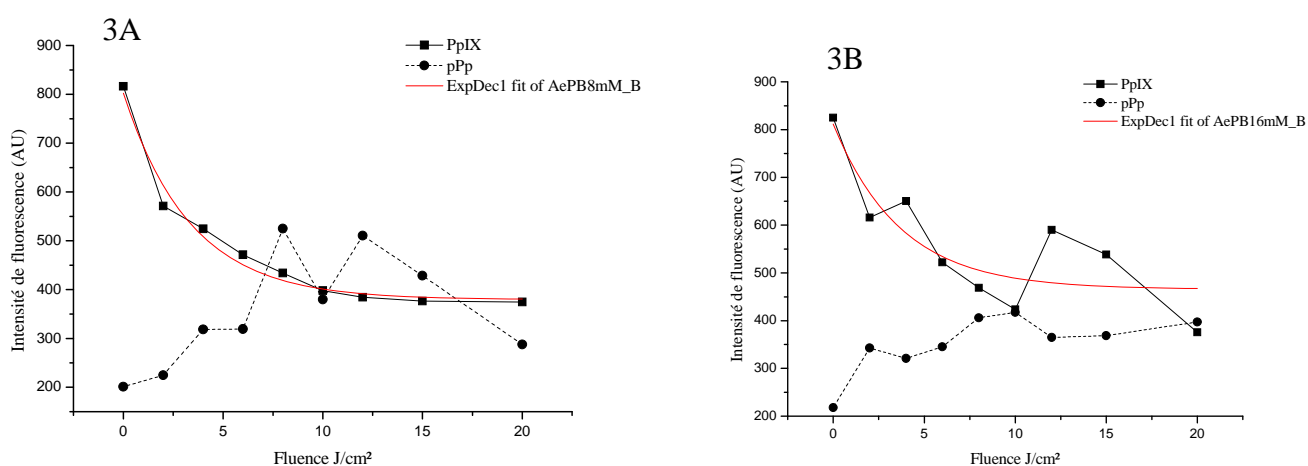 3A
PpIX
pPp
ExpDec1 fit of AePB8mM_B
Intensité de fluorescence (AU)
900
800
700
600
500
400
300
200
0
5
10
15
20
Fluence J/cm²
3B
PpIX
pPp
ExpDec1 fit of AePB16mM_B
Intensité de fluorescence (AU)
900
800
700
600
500
400
300
200
0
5
10
15
20
Fluence J/cm²